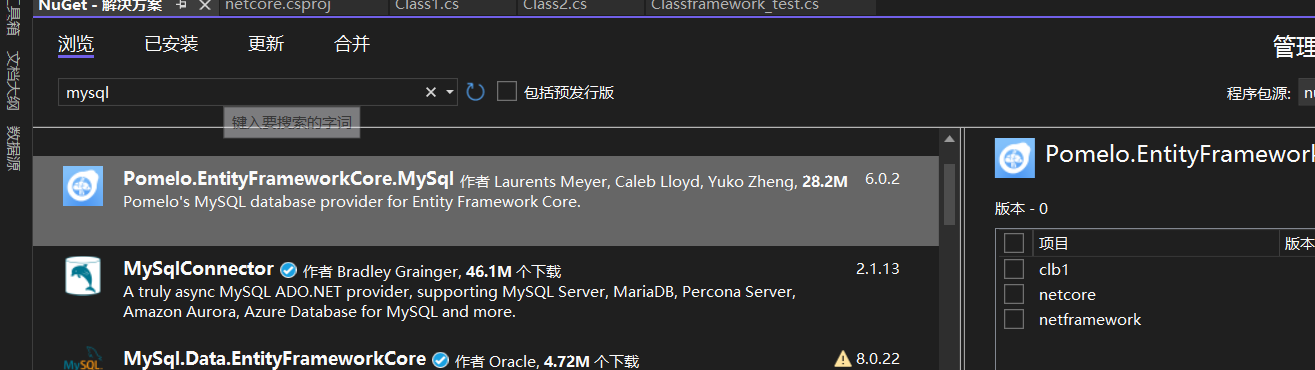 NuGet - 解决方案
netcore.csproj
Class1.cs
Class2.cs
Classframework_test.cs
工具箱
文档大纲
数据源
浏览 已安装 更新 合并
管理
mysql
包括预发行版
程序包源: nu
键入要搜索的字词
Pomelo.EntityFrameworkCore.MySql 作者 Laurents Meyer, Caleb Lloyd, Yuko Zheng, 28.2M 6.0.2
Pomelo's MySQL database provider for Entity Framework Core.
MySqlConnector 作者 Bradley Grainger, 46.1M 个下载 2.1.13
A truly async MySQL ADO.NET provider, supporting MySQL Server, MariaDB, Percona Server,
Amazon Aurora, Azure Database for MySQL and more.
MySQL
MySql.Data.EntityFrameworkCore 作者 Oracle, 4.72M 个下载 8.0.22
Pomelo.EntityFramework
版本 - 0
项目 版本
clb1
netcore
netframework